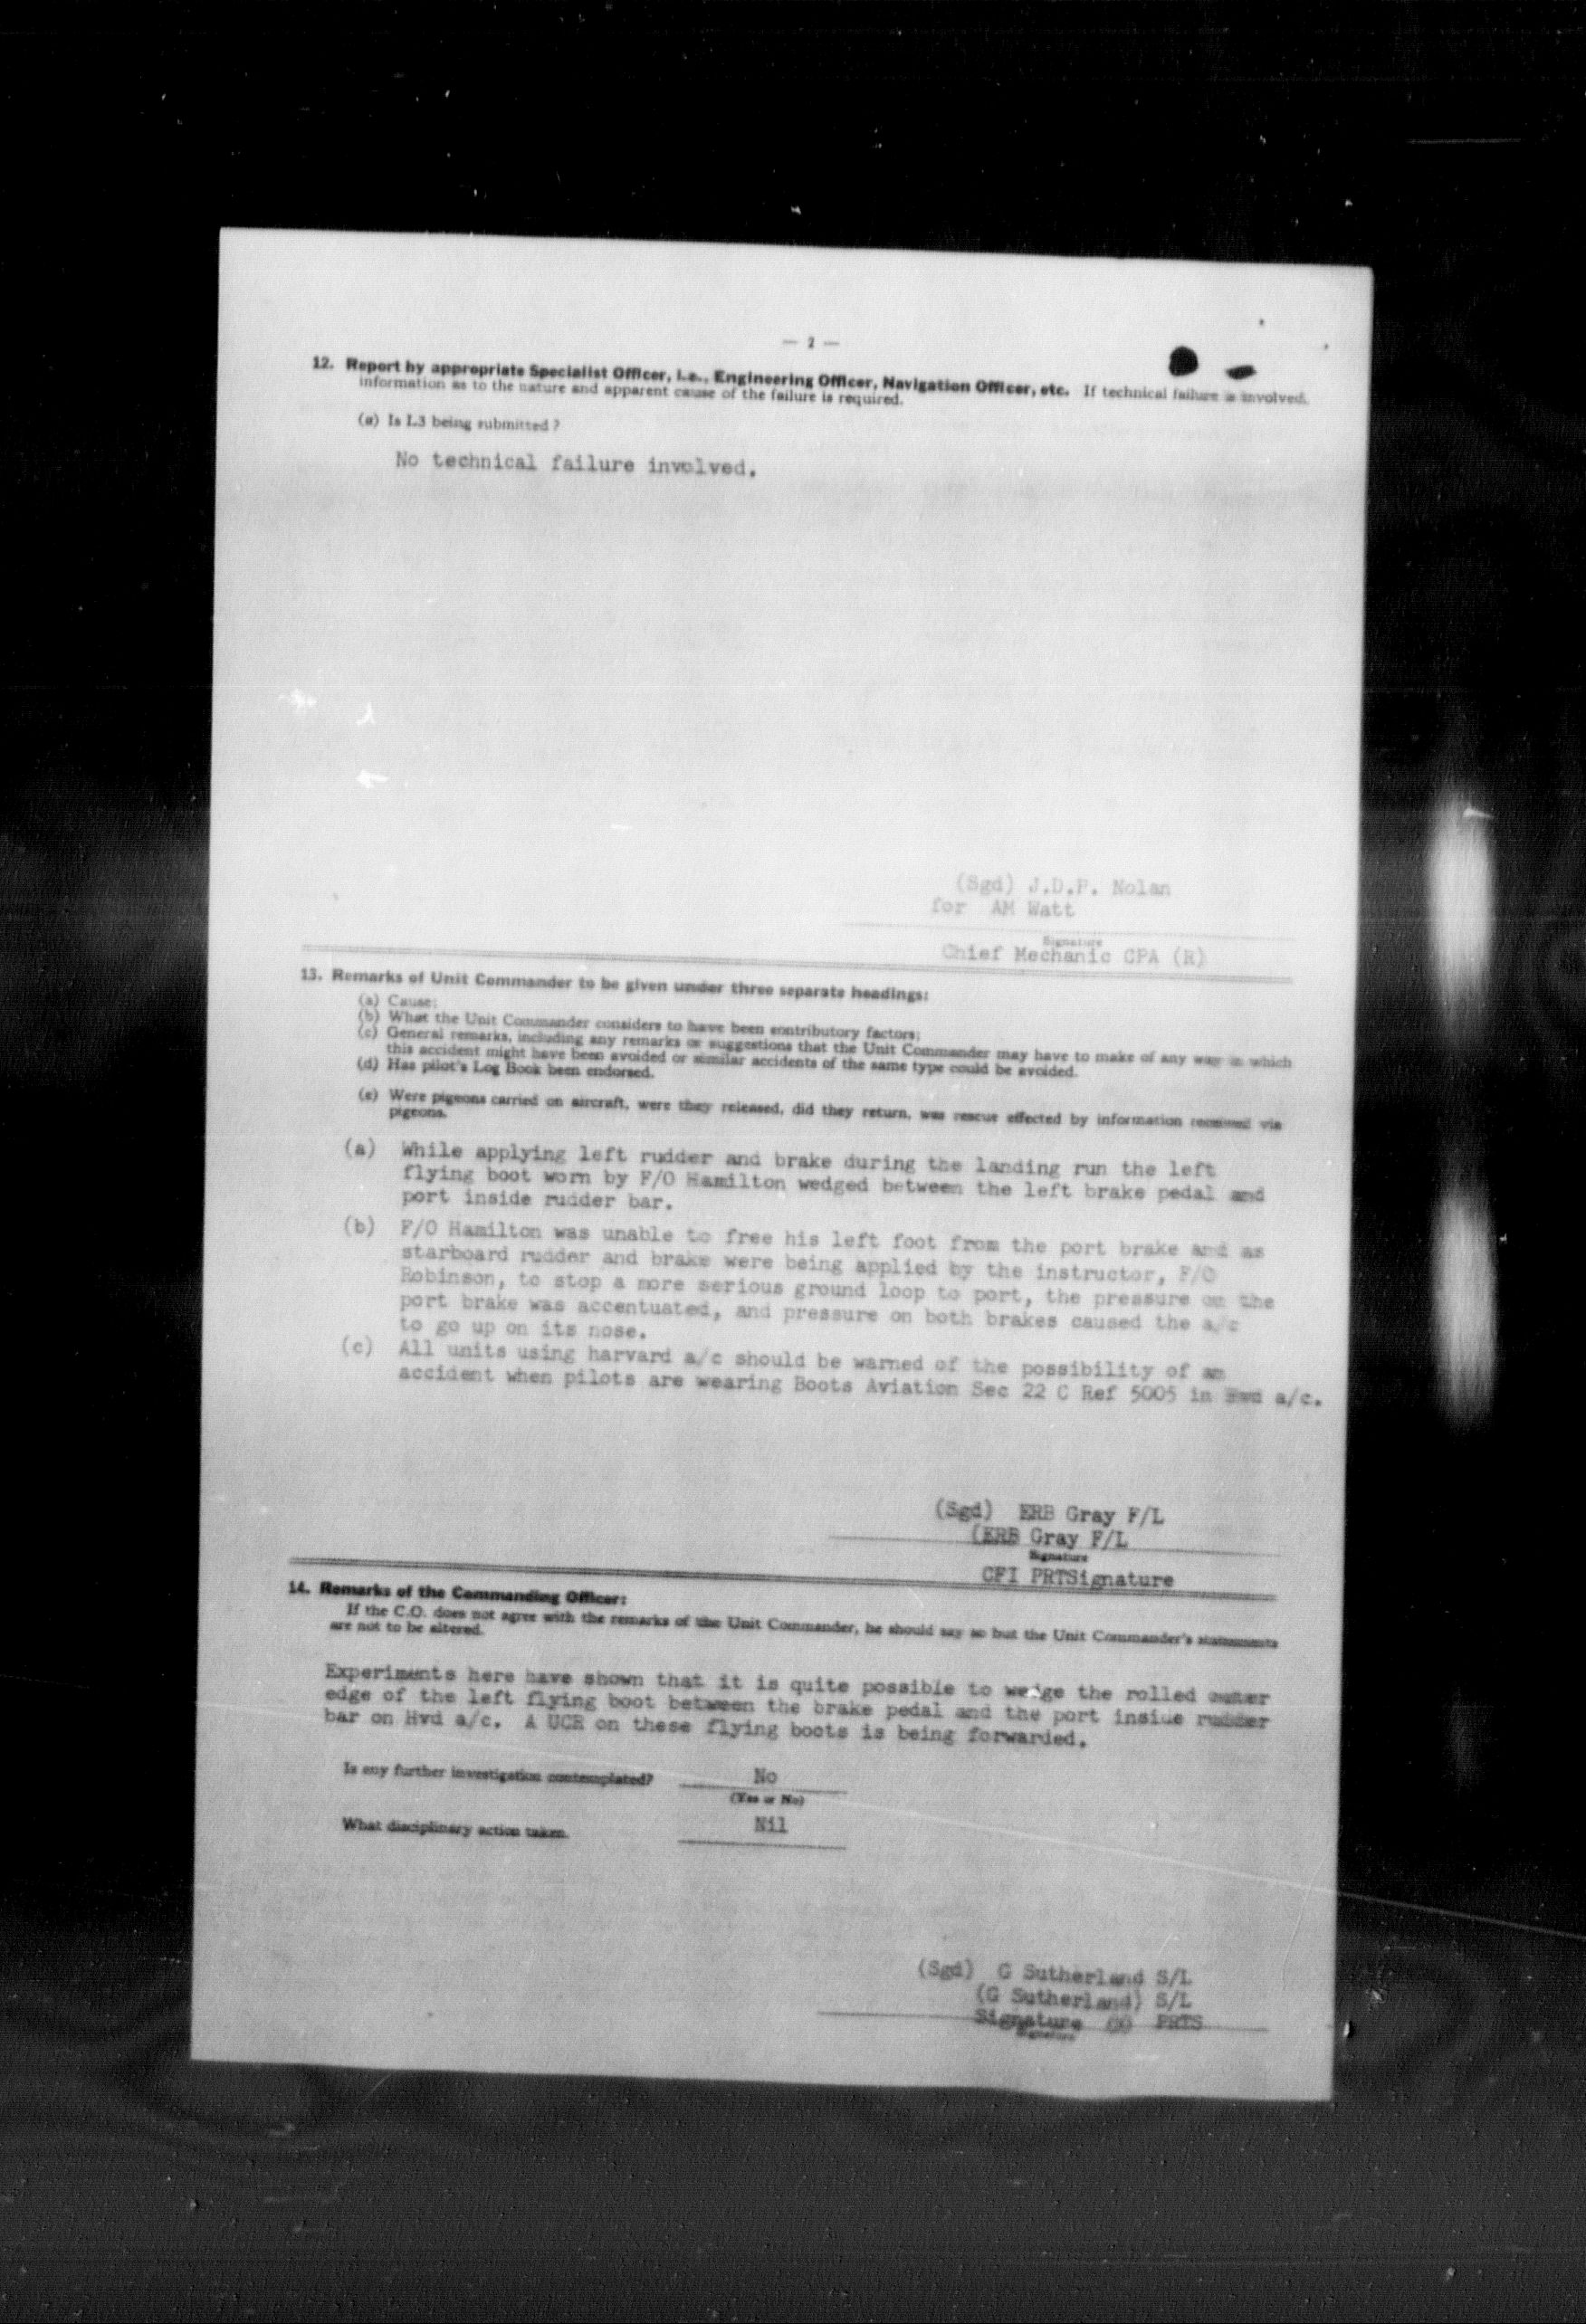 — 2 —
12. Report by appropriate Specialist Officer, i.e., Engineering Officer, Navigation Officer, etc. If technical failure is involved,
information as to the nature and apparent cause of the failure is required.
(a) Is L3 being submitted?
No technical failure involved.
(Sgd) J.D.P. Nolan
for AM Watt
Signature
Chief Mechanic CPA (R)
13. Remarks of Unit Commander to be given under three separate headings:
(a) Cause;
(b) What the Unit Commander considers to have been contributory factors;
(c) General remarks, including any remarks or suggestions that the Unit Commander may have to make of any way in which
this accident might have been avoided or similar accidents of the same type could be avoided.
(d) Has pilot's Log Book been endorsed.
(e) Were pigeons carried on aircraft, were they released, did they return, was rescue effected by information received via
pigeons.
(a) While applying left rudder and brake during the landing run the left
flying boot worn by F/O Hamilton wedged between the left brake pedal and
port inside rudder bar.
(b) F/O Hamilton was unable to free his left foot from the port brake and as
starboard rudder and brake were being applied by the instructor, F/O
Robinson, to stop a more serious ground loop to port, the pressure on the
port brake was accentuated, and pressure on both brakes caused the a/c
to go up on its nose.
(c) All units using harvard a/c should be warned of the possibility of an
accident when pilots are wearing Boots Aviation Sec 22 C Ref 5005 in Hwd a/c.
(Sgd) ERB Gray F/L
(ERB Gray F/L
Signature
CFI PRTSignature
14. Remarks of the Commanding Officer:
If the C.O. does not agree with the remarks of the Unit Commander, he should say so but the Unit Commander's statements
are not to be altered.
Experiments here have shown that it is quite possible to wedge the rolled outer
edge of the left flying boot between the brake pedal and the port inside rudder
bar on Hvd a/c. A UCR on these flying boots is being forwarded.
Is any further investigation contemplated? No
(Yes or No)
What disciplinary action taken. Nil
(Sgd) G Sutherland S/L
(G Sutherland) S/L
Signature CO PRTS
Signature